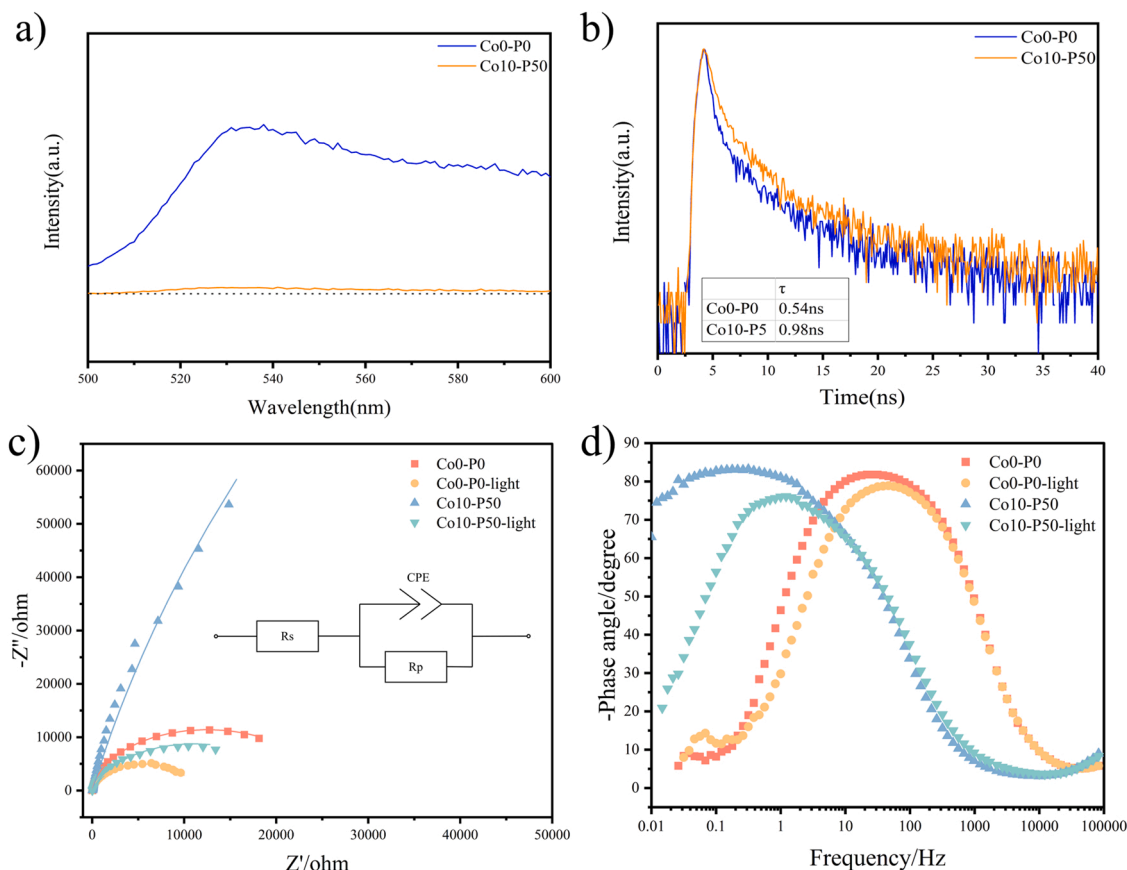 a)
Co0-P0
Co10-P50
Intensity(a.u.)
500 520 540 560 580 600
Wavelength(nm)
b)
Co0-P0
Co10-P50
Intensity(a.u.)
τ
Co0-P0 0.54ns
Co10-P5 0.98ns
0 5 10 15 20 25 30 35 40
Time(ns)
c)
Co0-P0
Co0-P0-light
Co10-P50
Co10-P50-light
CPE
Rs
Rp
-Z''/ohm
60000
50000
40000
30000
20000
10000
0
0 10000 20000 30000 40000 50000
Z'/ohm
d)
Co0-P0
Co0-P0-light
Co10-P50
Co10-P50-light
-Phase angle/degree
90
80
70
60
50
40
30
20
10
0
0.01 0.1 1 10 100 1000 10000 100000
Frequency/Hz